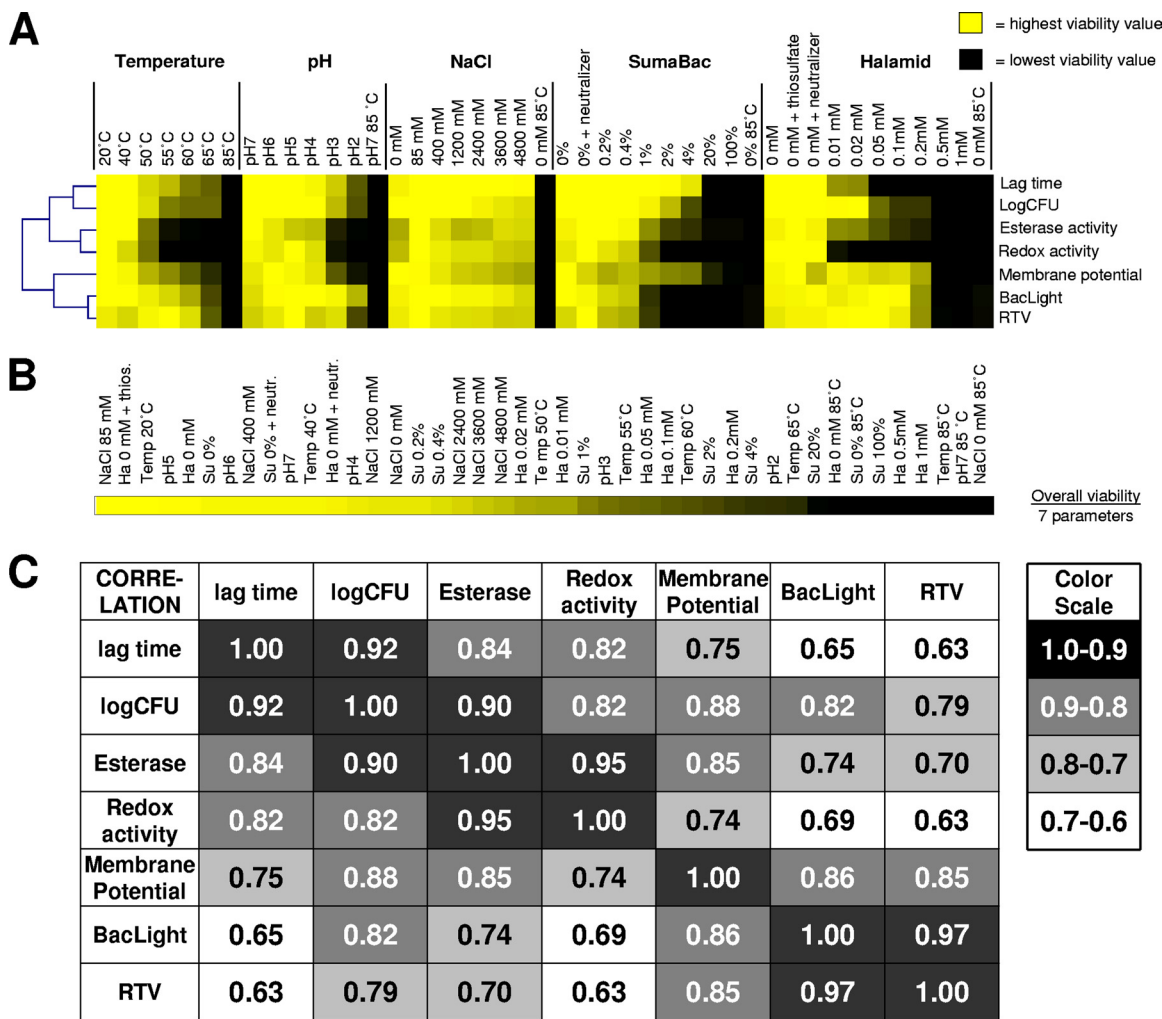 A
= highest viability value
= lowest viability value
Temperature
pH
NaCl
SumaBac
Halamid
20˚C
40˚C
50˚C
55˚C
60˚C
65˚C
85˚C
pH7
pH6
pH5
pH4
pH3
pH2
pH7 85 ˚C
0 mM
85 mM
400 mM
1200 mM
2400 mM
3600 mM
4800 mM
0 mM 85˚C
0%
0% + neutralizer
0.2%
0.4%
1%
2%
4%
20%
100%
0% 85˚C
0 mM
0 mM + thiosulfate
0 mM + neutralizer
0.01 mM
0.02 mM
0.05 mM
0.1mM
0.2mM
0.5mM
1mM
0 mM 85˚C
Lag time
LogCFU
Esterase activity
Redox activity
Membrane potential
BacLight
RTV
B
NaCl 85 mM
Ha 0 mM + thios.
Temp 20˚C
pH5
Ha 0 mM
Su 0%
pH6
NaCl 400 mM
Su 0% + neutr.
pH7
Temp 40˚C
Ha 0 mM + neutr.
pH4
NaCl 1200 mM
NaCl 0 mM
Su 0.2%
Su 0.4%
NaCl 2400 mM
NaCl 3600 mM
NaCl 4800 mM
Ha 0.02 mM
Te mp 50˚C
Ha 0.01 mM
Su 1%
pH3
Temp 55˚C
Ha 0.05 mM
Ha 0.1mM
Temp 60˚C
Su 2%
Ha 0.2mM
Su 4%
pH2
Temp 65˚C
Su 20%
Ha 0 mM 85˚C
Su 0% 85˚C
Su 100%
Ha 0.5mM
Ha 1mM
Temp 85˚C
pH7 85 ˚C
NaCl 0 mM 85˚C
Overall viability
7 parameters
C
CORRE-
LATION lag time logCFU Esterase Redox activity Membrane Potential BacLight RTV
lag time 1.00 0.92 0.84 0.82 0.75 0.65 0.63
logCFU 0.92 1.00 0.90 0.82 0.88 0.82 0.79
Esterase 0.84 0.90 1.00 0.95 0.85 0.74 0.70
Redox activity 0.82 0.82 0.95 1.00 0.74 0.69 0.63
Membrane Potential 0.75 0.88 0.85 0.74 1.00 0.86 0.85
BacLight 0.65 0.82 0.74 0.69 0.86 1.00 0.97
RTV 0.63 0.79 0.70 0.63 0.85 0.97 1.00
Color
Scale
1.0-0.9
0.9-0.8
0.8-0.7
0.7-0.6